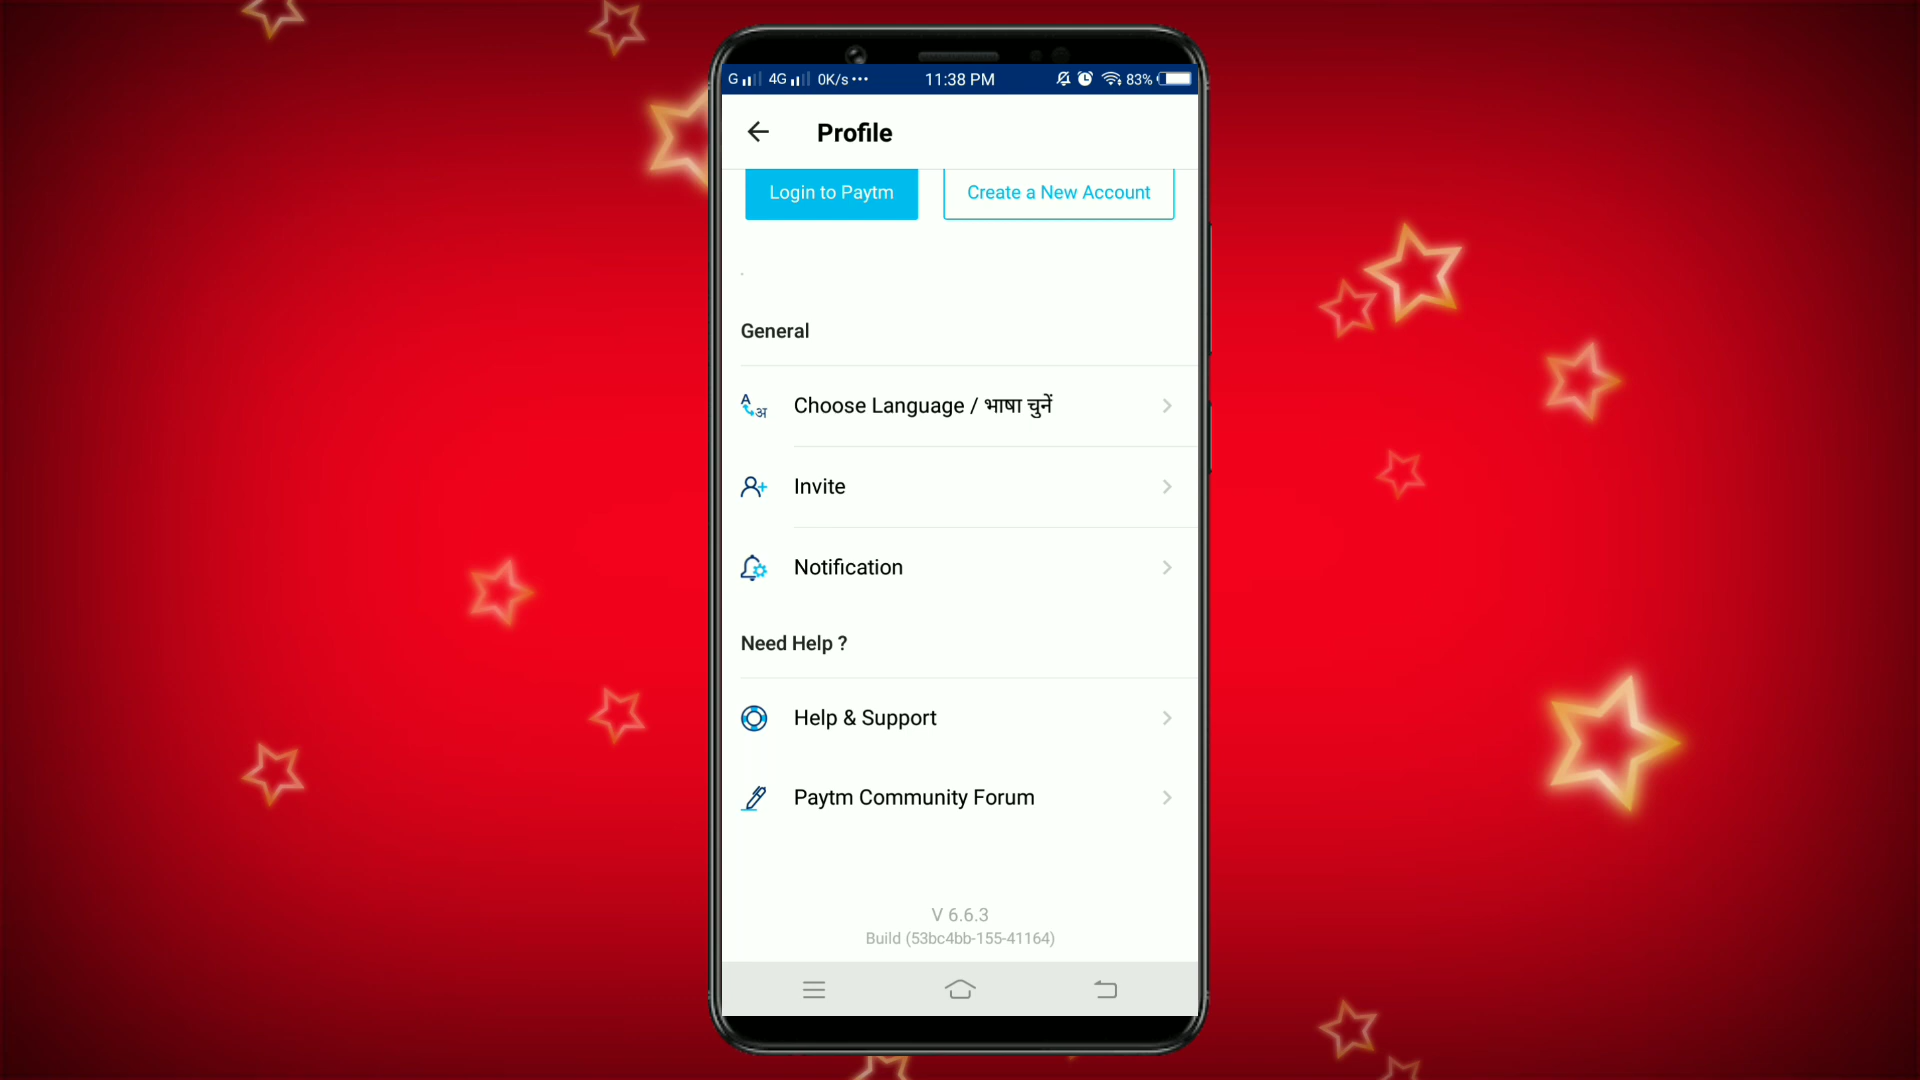 G 4G 0K/s ··· 11:38 PM 83%
Profile
Login to Paytm Create a New Account
General
Choose Language / भाषा चुनें
Invite
Notification
Need Help ?
Help & Support
Paytm Community Forum
V 6.6.3
Build (53bc4bb-155-41164)